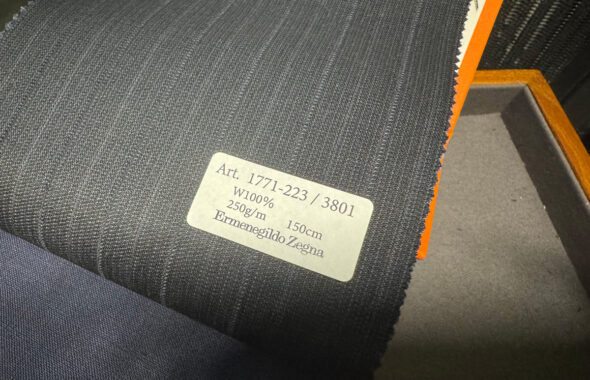 Art. 1771-223 / 3801
W100%
250g/m 150cm
Ermenegildo Zegna